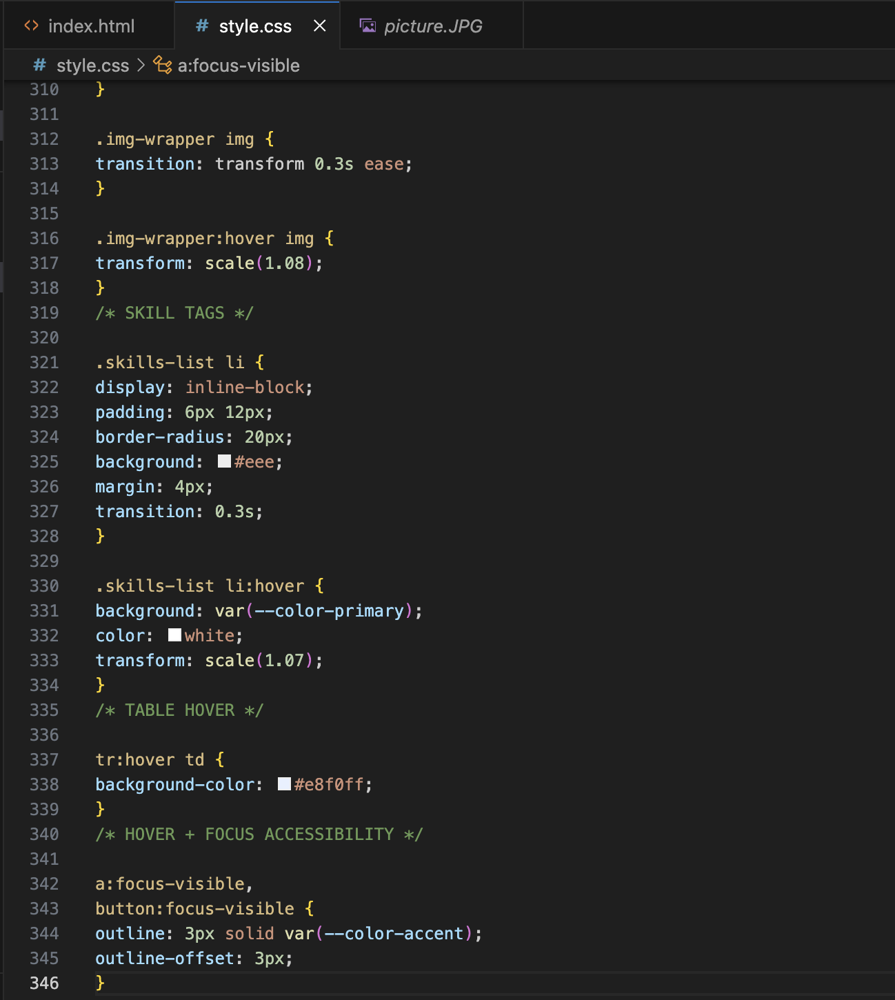 index.html
style.css
picture.JPG
style.css > a:focus-visible
310 }
311
312 .img-wrapper img {
313 transition: transform 0.3s ease;
314 }
315
316 .img-wrapper:hover img {
317 transform: scale(1.08);
318 }
319 /* SKILL TAGS */
320
321 .skills-list li {
322 display: inline-block;
323 padding: 6px 12px;
324 border-radius: 20px;
325 background: #eee;
326 margin: 4px;
327 transition: 0.3s;
328 }
329
330 .skills-list li:hover {
331 background: var(--color-primary);
332 color: white;
333 transform: scale(1.07);
334 }
335 /* TABLE HOVER */
336
337 tr:hover td {
338 background-color: #e8f0ff;
339 }
340 /* HOVER + FOCUS ACCESSIBILITY */
341
342 a:focus-visible,
343 button:focus-visible {
344 outline: 3px solid var(--color-accent);
345 outline-offset: 3px;
346 }